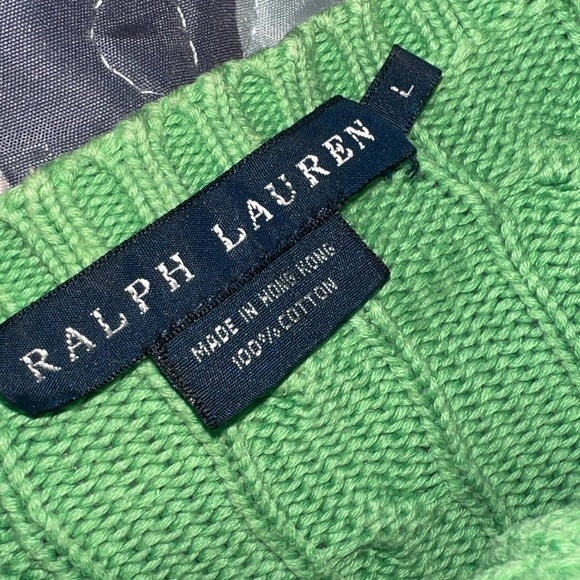 RALPH LAUREN
L
MADE IN HONG KONG
100% COTTON